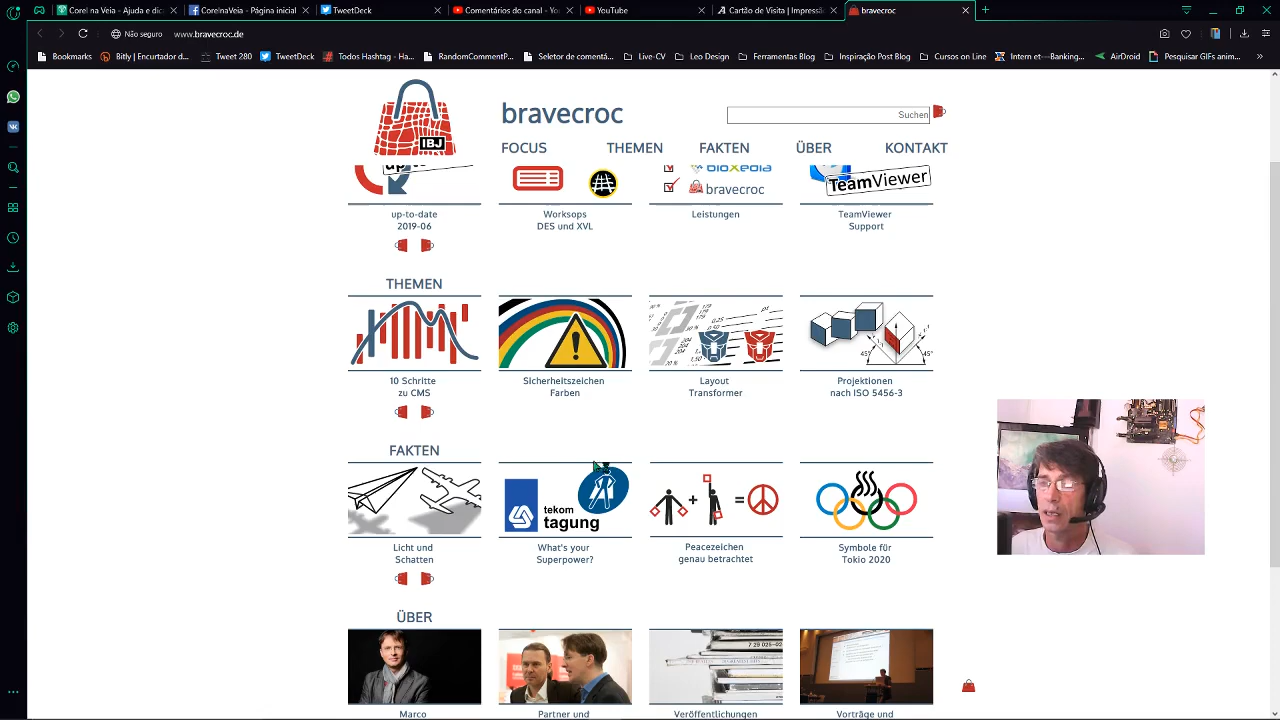 Corel na Veia - Ajuda e dic
CorelnaVeia - Página inicial
TweetDeck
Comentários do canal - Yo
YouTube
Cartão de Visita | Impressã
bravecroc
Não seguro
www.bravecroc.de
Bookmarks
Bitly | Encurtador d...
Tweet 280
TweetDeck
Todos Hashtag - Ha...
RandomCommentP...
Seletor de comentá...
Live-CV
Leo Design
Ferramentas Blog
Inspiração Post Blog
Cursos on Line
Intern et---Banking...
AirDroid
Pesquisar GIFs anim...
IBJ
bravecroc
Suchen
FOCUS
THEMEN
FAKTEN
ÜBER
KONTAKT
bravecroc
TeamViewer
up-to-date
2019-06
Worksops
DES und XVL
Leistungen
TeamViewer
Support
THEMEN
45°
45°
10 Schritte
zu CMS
Sicherheitszeichen
Farben
Layout
Transformer
Projektionen
nach ISO 5456-3
FAKTEN
tekom
tagung
+
=
Licht und
Schatten
What's your
Superpower?
Peacezeichen
genau betrachtet
Symbole für
Tokio 2020
ÜBER
Marco
Partner und
Veröffentlichungen
Vorträge und